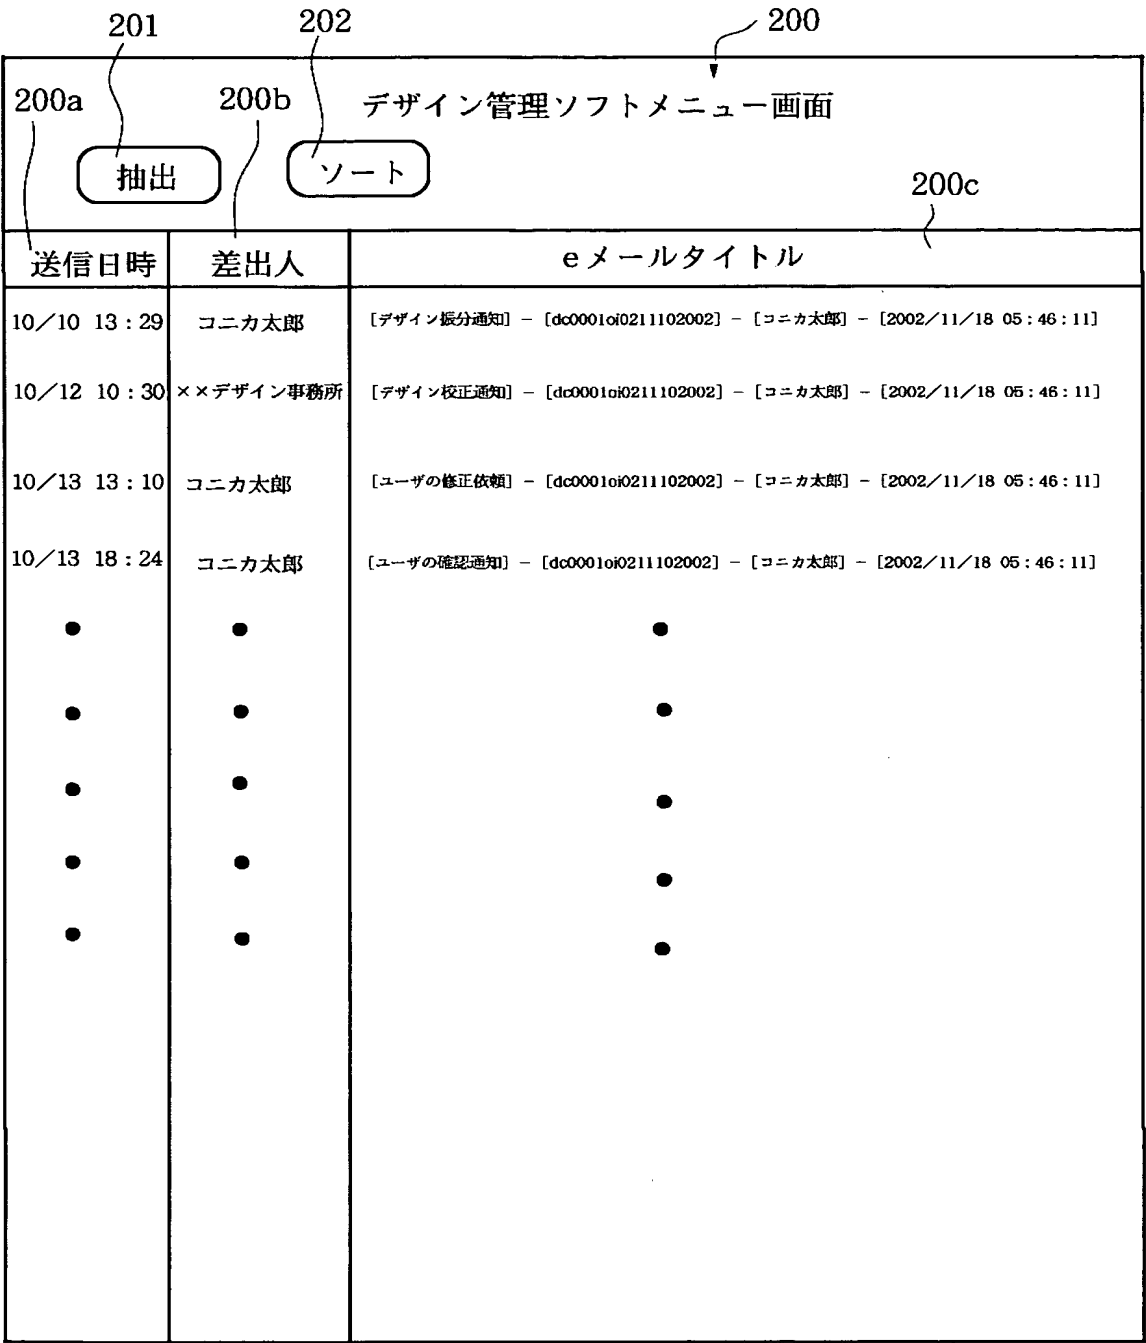 201
202
200
200a
200b
デザイン管理ソフトメニュー画面
抽出
ソート
200c
送信日時 差出人 eメールタイトル
10/10 13:29 コニカ太郎 [デザイン振分通知] − [dc0001oi0211102002] − [コニカ太郎] − [2002/11/18 05:46:11]
10/12 10:30 ××デザイン事務所 [デザイン校正通知] − [dc0001oi0211102002] − [コニカ太郎] − [2002/11/18 05:46:11]
10/13 13:10 コニカ太郎 [ユーザの修正依頼] − [dc0001oi0211102002] − [コニカ太郎] − [2002/11/18 05:46:11]
10/13 18:24 コニカ太郎 [ユーザの確認通知] − [dc0001oi0211102002] − [コニカ太郎] − [2002/11/18 05:46:11]